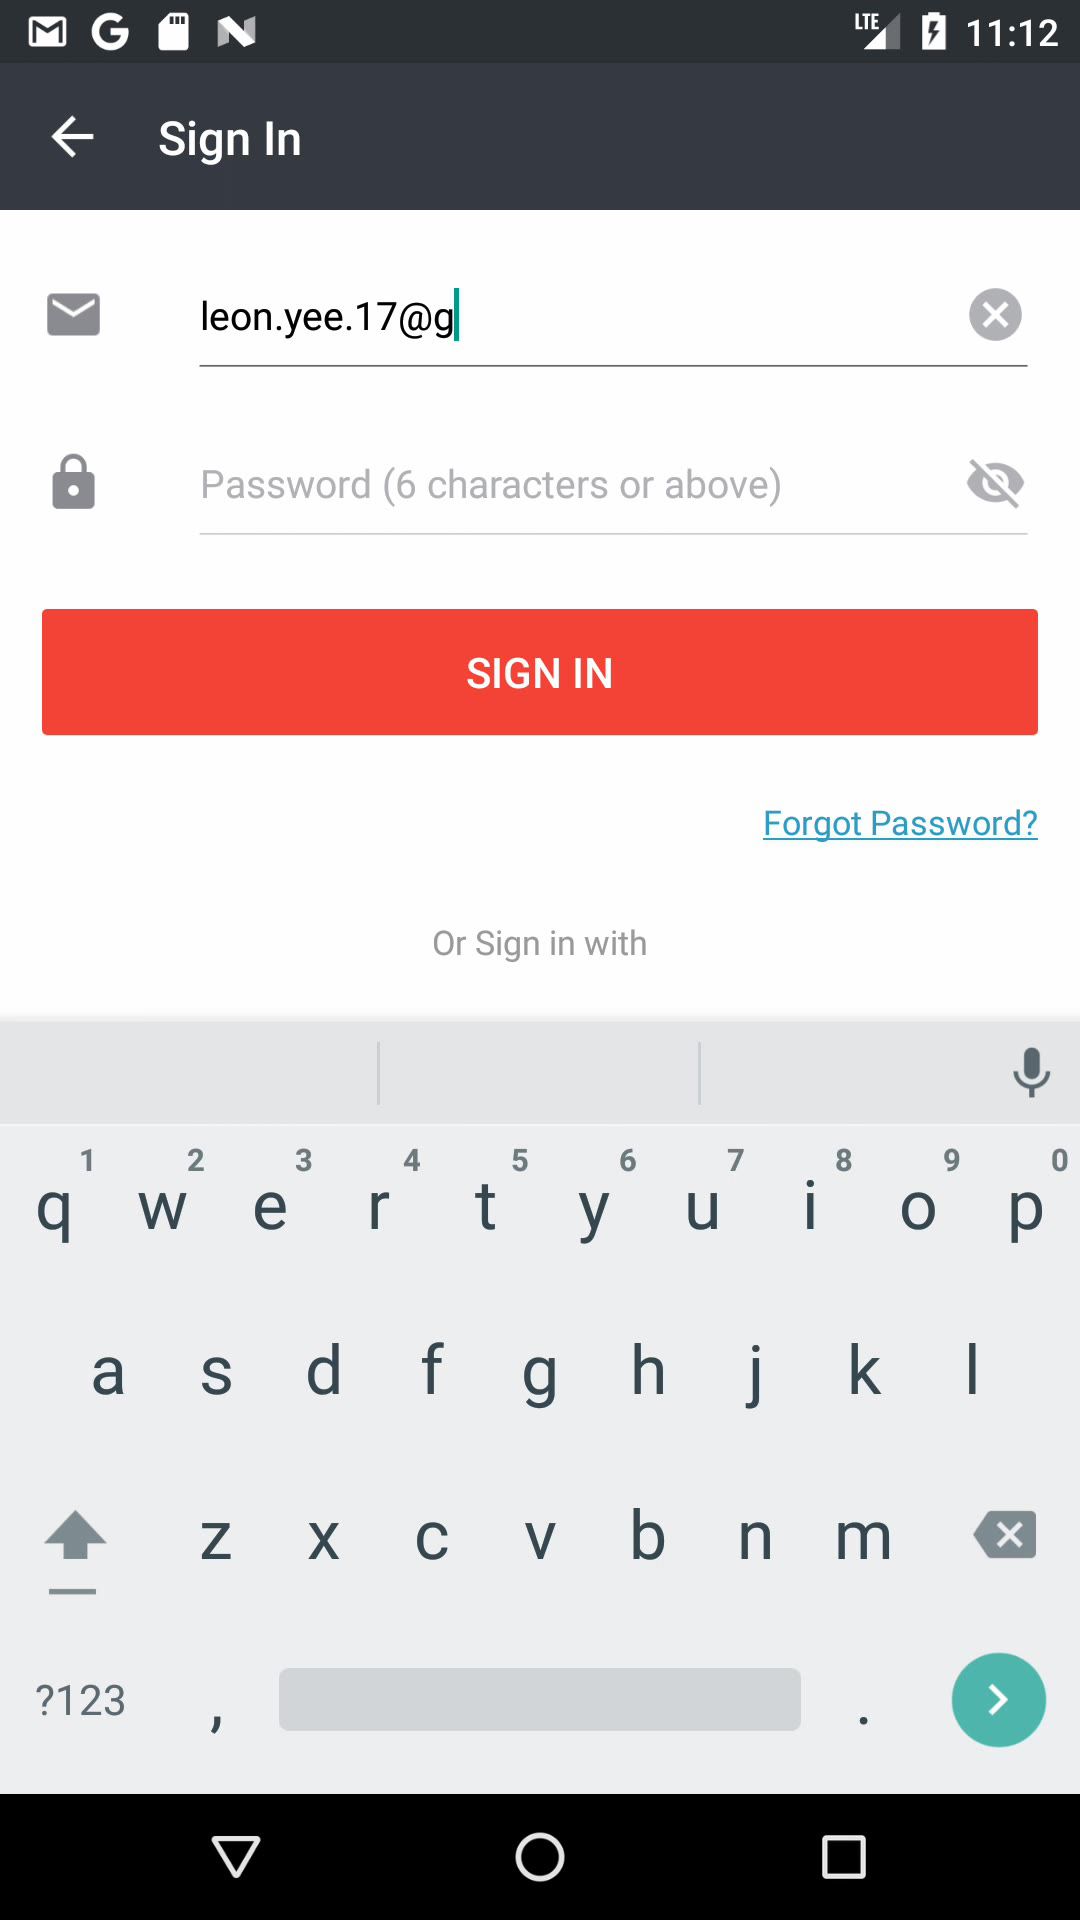 LTE 11:12
Sign In
leon.yee.17@g
Password (6 characters or above)
SIGN IN
Forgot Password?
Or Sign in with
1 2 3 4 5 6 7 8 9 0
q w e r t y u i o p
a s d f g h j k l
z x c v b n m
?123 , .